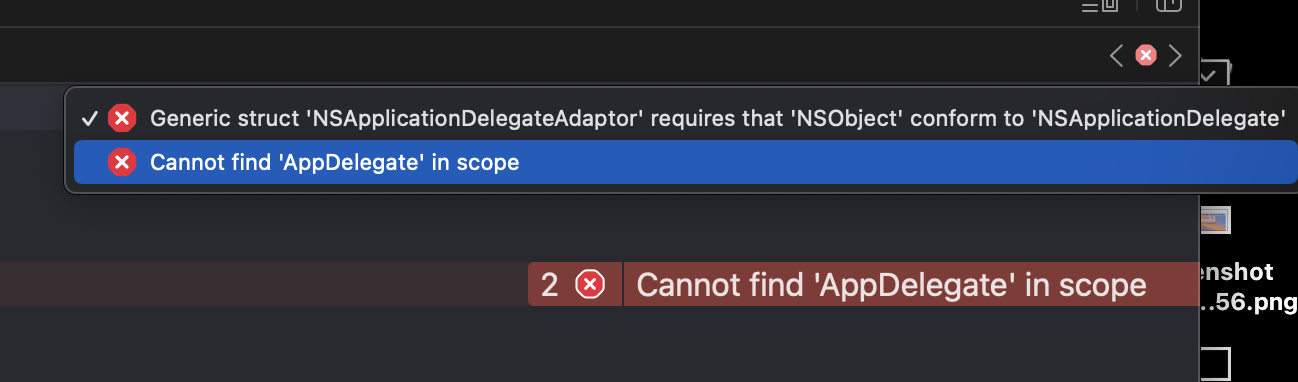 Generic struct 'NSApplicationDelegateAdaptor' requires that 'NSObject' conform to 'NSApplicationDelegate'
Cannot find 'AppDelegate' in scope
2 Cannot find 'AppDelegate' in scope
enshot
...56.png